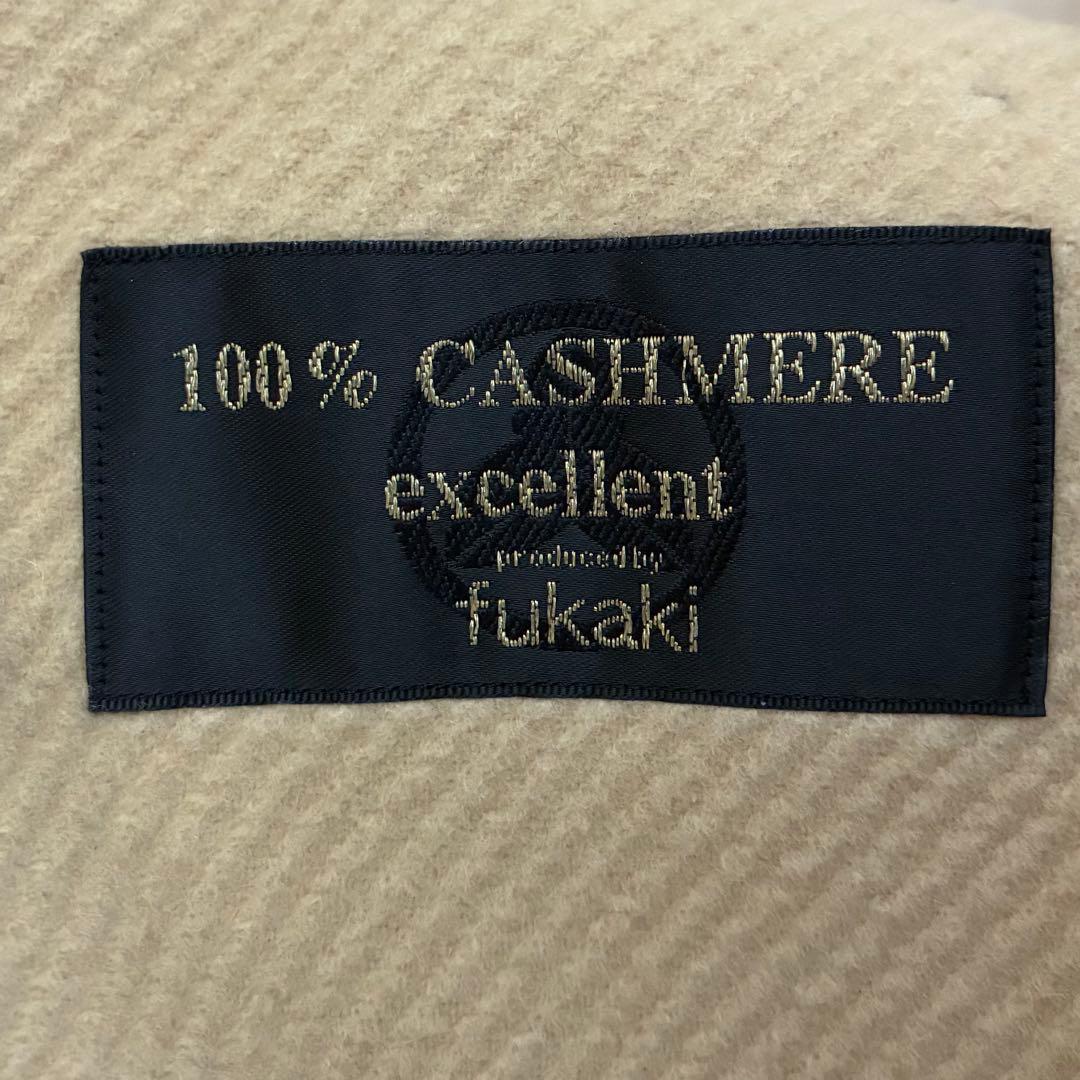 100% CASHMERE
excellent
produced by
fukaki